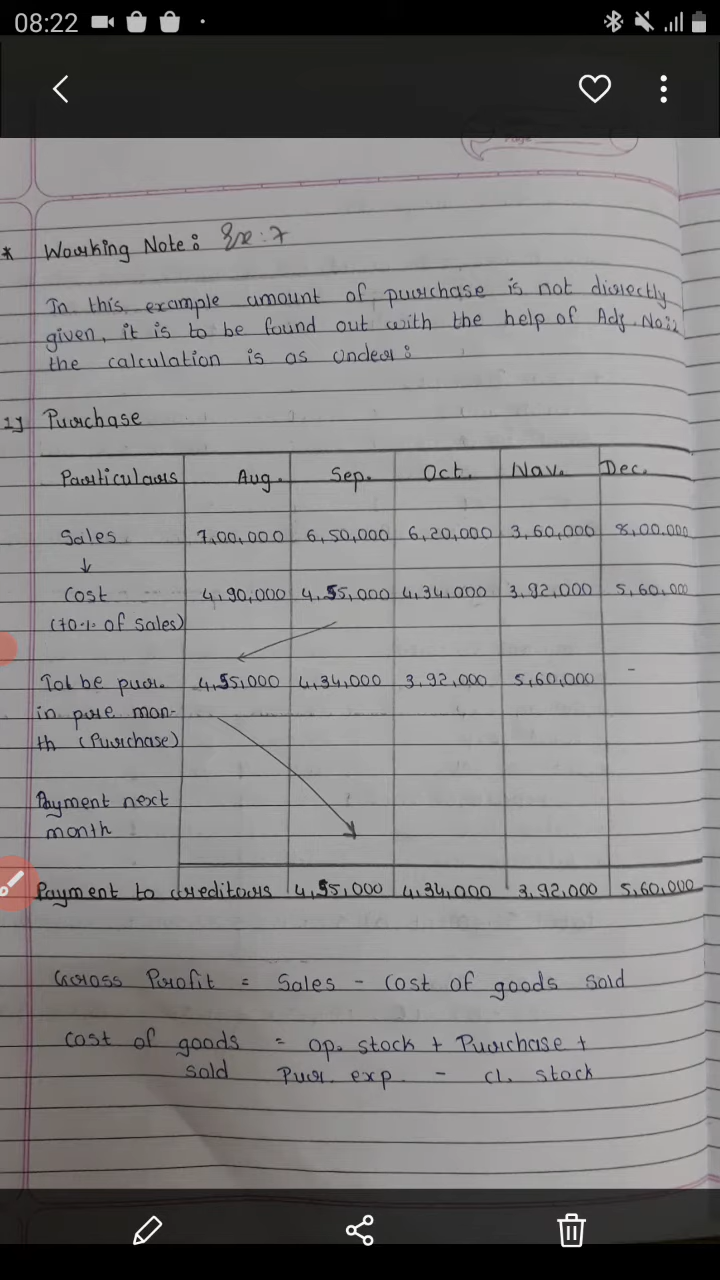 08:22
* Working Note: Ex: 7
In this example amount of purchase is not directly
given, it is to be found out with the help of Adj. No:2
the calculation is as under:
1] Purchase
Particulars Aug. Sep. Oct. Nav. Dec.
Sales 7,00,000 6,50,000 6,20,000 3,60,000 8,00,000
↓
Cost 4,90,000 4,55,000 4,34,000 3,92,000 5,60,000
(70% of sales)
Tot be pur. 4,55,000 4,34,000 3,92,000 5,60,000 -
in pre mon-
th (Purchase)
Payment next
month
Payment to creditors 4,55,000 4,34,000 3,92,000 5,60,000
Gross Profit = Sales - cost of goods sold
cost of goods = op. stock + Purchase +
sold Pur. exp. - cl. stock